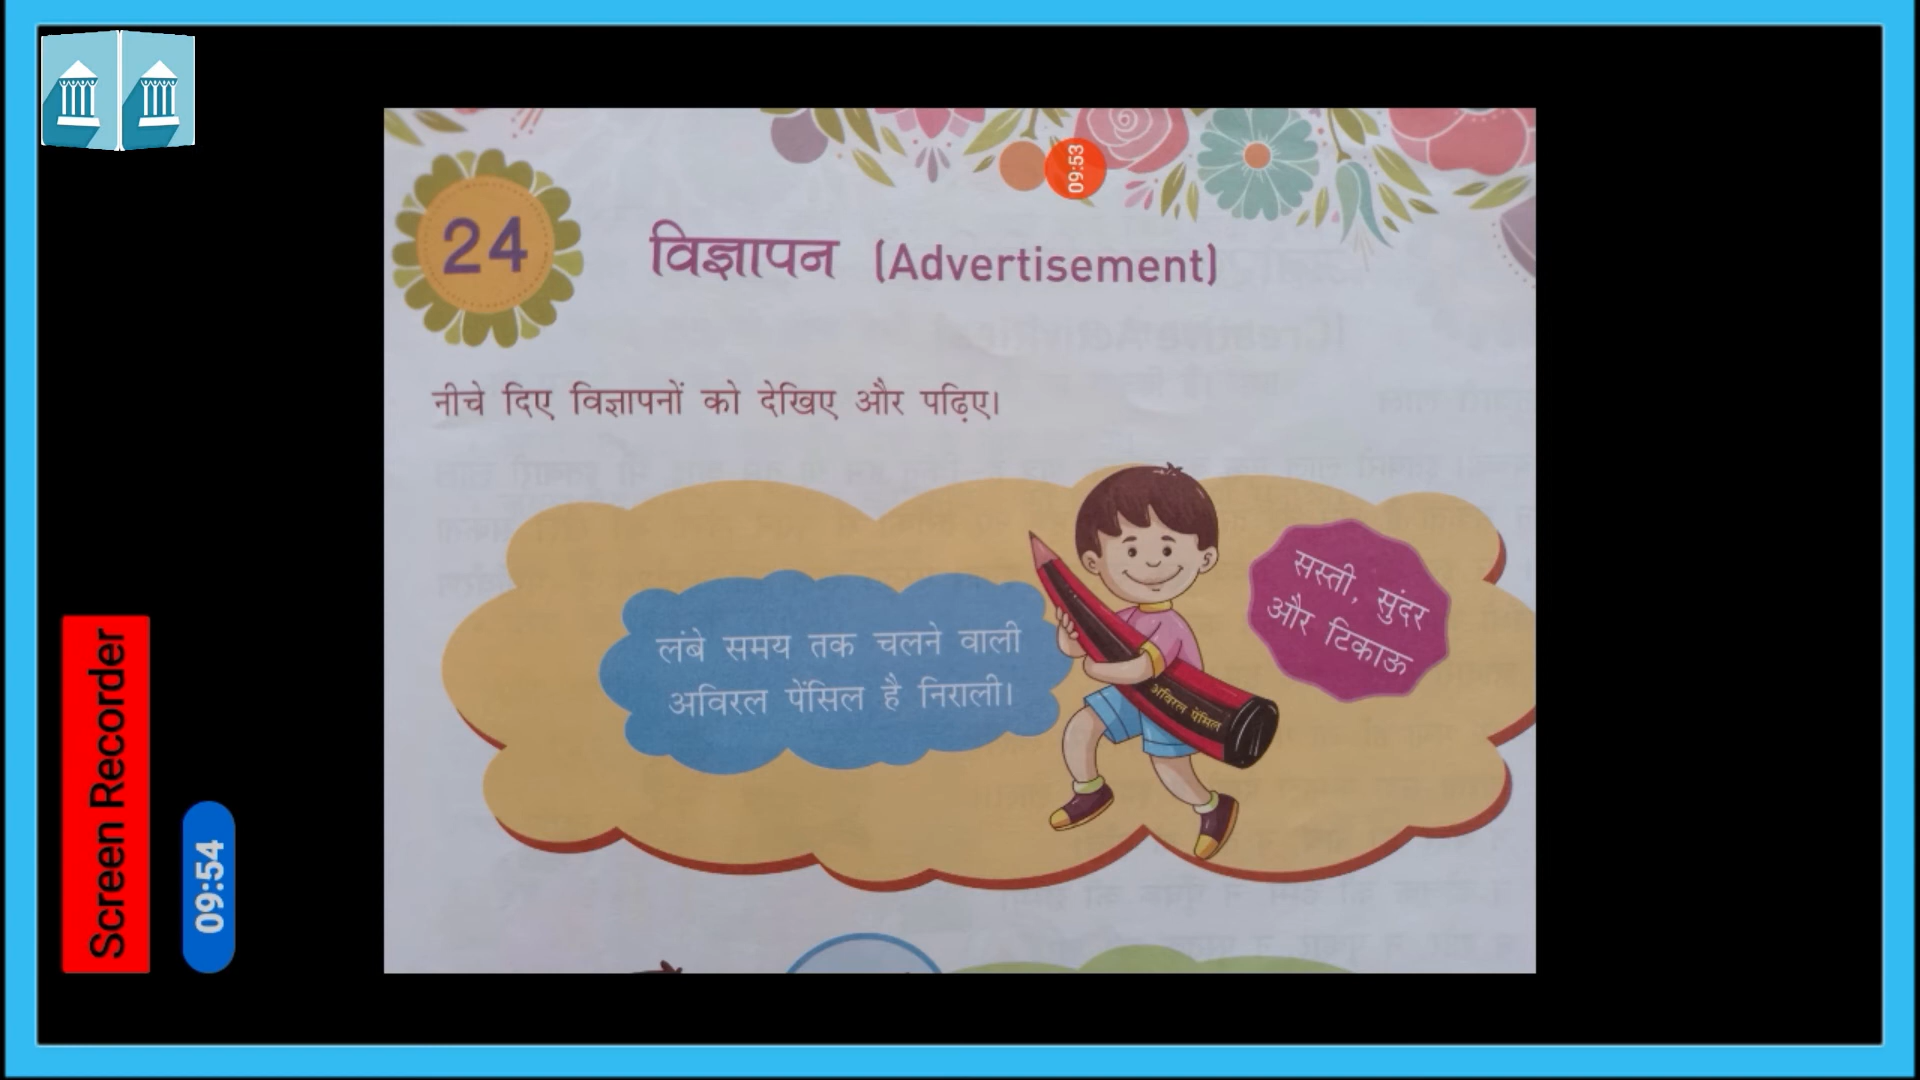 09:53
24
विज्ञापन (Advertisement)
नीचे दिए विज्ञापनों को देखिए और पढ़िए।
लंबे समय तक चलने वाली
अविरल पेंसिल है निराली।
सस्ती, सुंदर
और टिकाऊ
अविरल पेंसिल
Screen Recorder
09:54